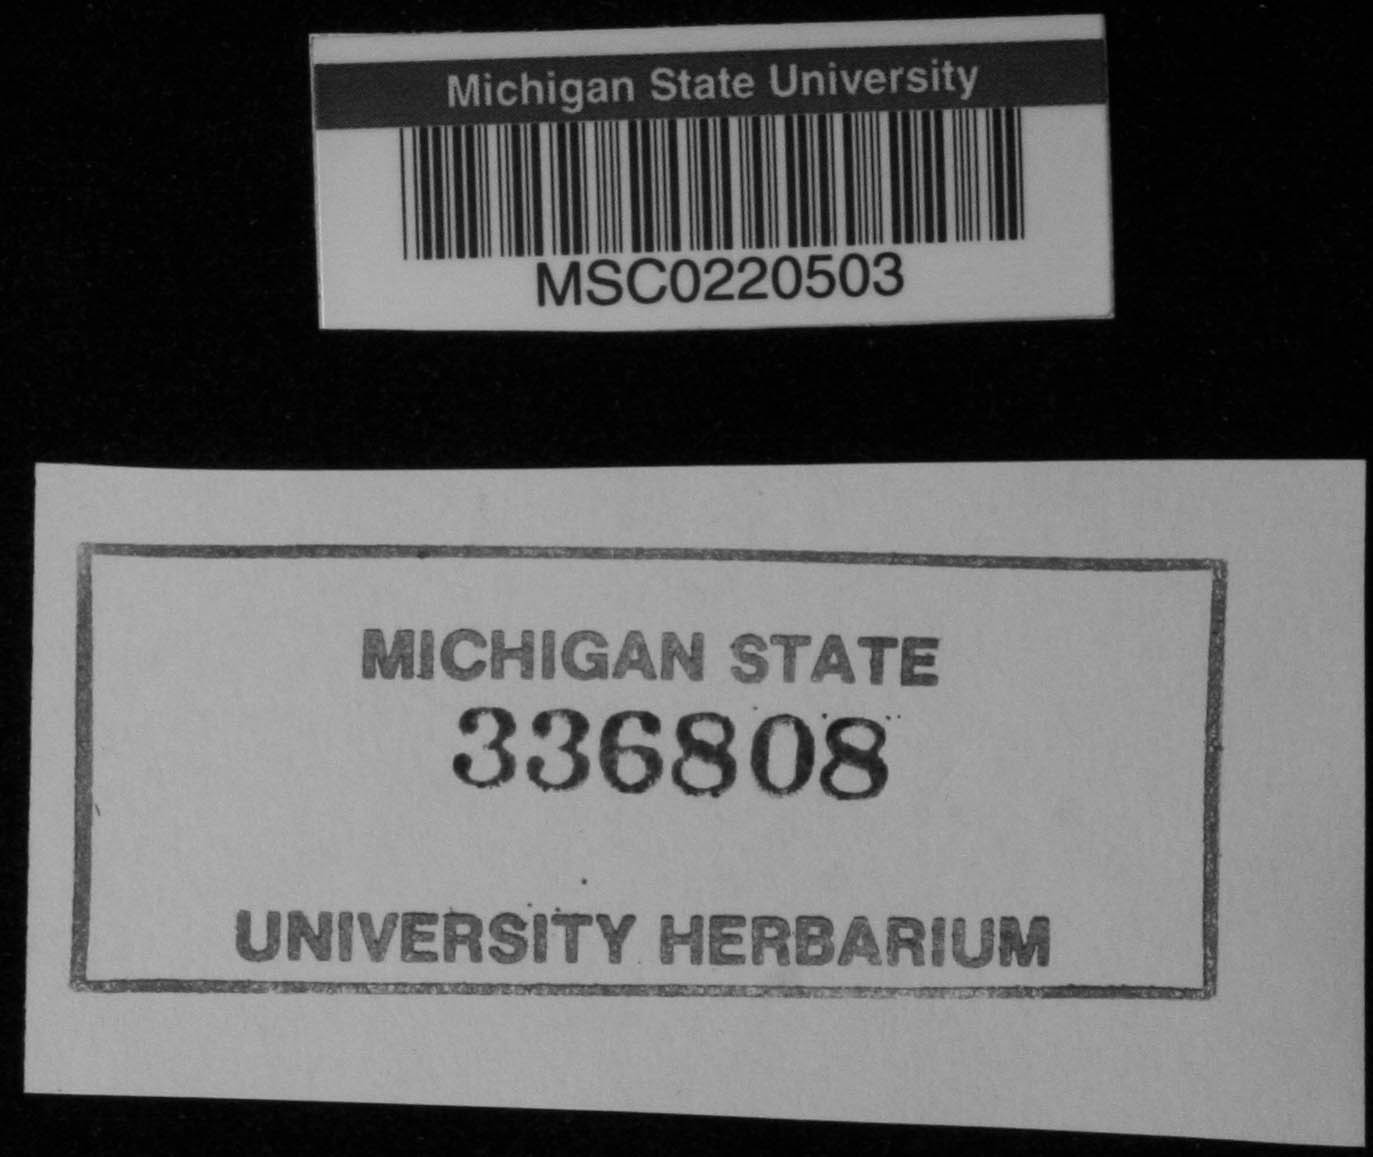 Michigan State University
MSC0220503
MICHIGAN STATE
336808
UNIVERSITY HERBARIUM